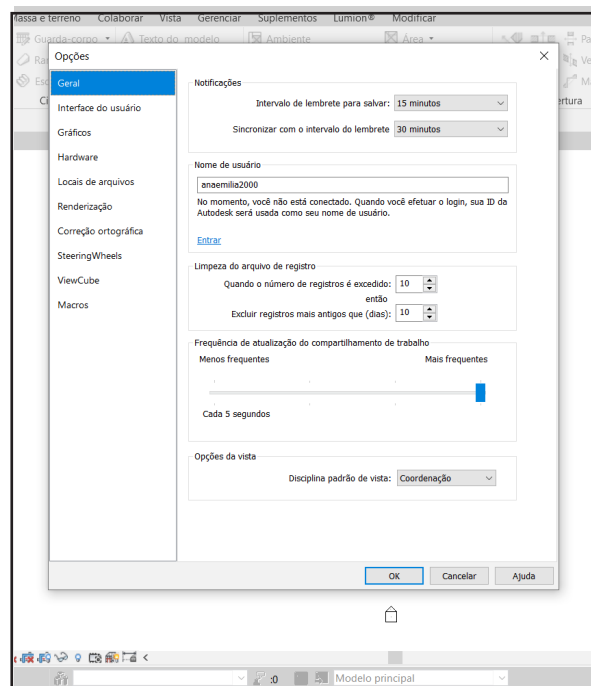 Massa e terreno Colaborar Vista Gerenciar Suplementos Lumion® Modificar
Guarda-corpo Texto do modelo Ambiente Área
Opções
Geral
Interface do usuário
Gráficos
Hardware
Locais de arquivos
Renderização
Correção ortográfica
SteeringWheels
ViewCube
Macros
Notificações
Intervalo de lembrete para salvar: 15 minutos
Sincronizar com o intervalo do lembrete 30 minutos
Nome de usuário
anaemilia2000
No momento, você não está conectado. Quando você efetuar o login, sua ID da
Autodesk será usada como seu nome de usuário.
Entrar
Limpeza do arquivo de registro
Quando o número de registros é excedido: 10
então
Excluir registros mais antigos que (dias): 10
Frequência de atualização do compartilhamento de trabalho
Menos frequentes Mais frequentes
Cada 5 segundos
Opções da vista
Disciplina padrão de vista: Coordenação
OK Cancelar Ajuda
:0 Modelo principal